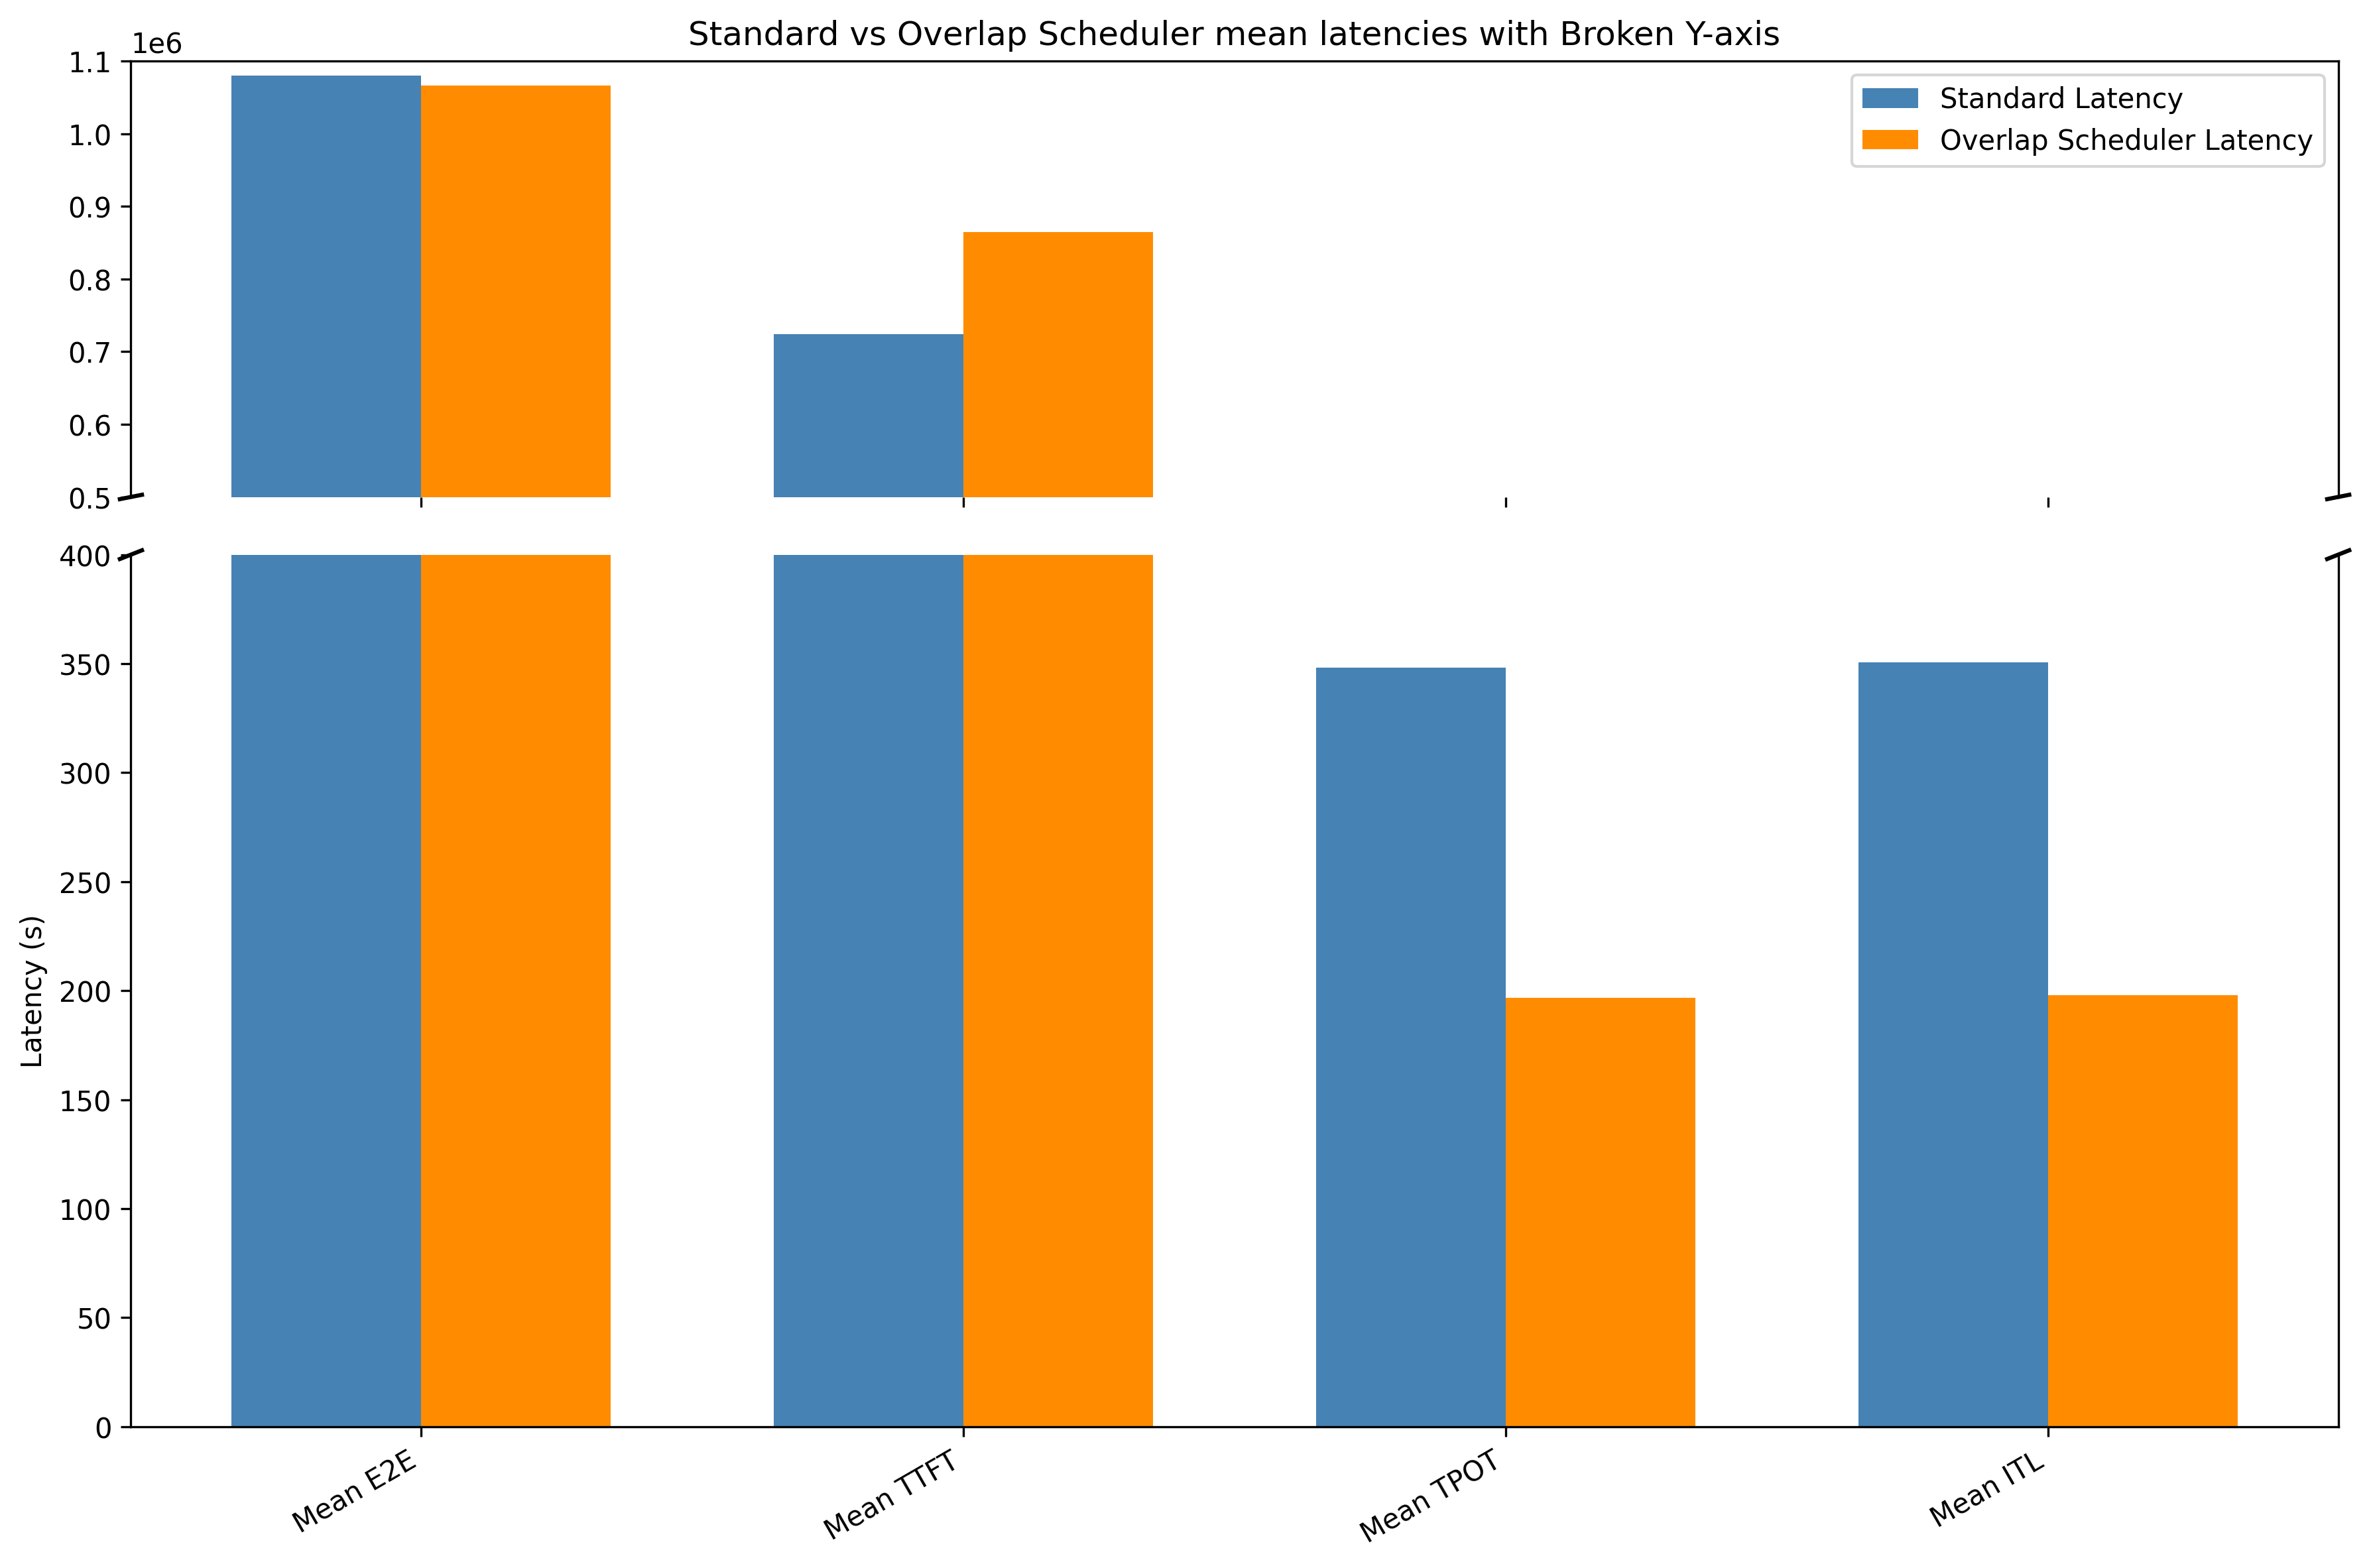 Standard vs Overlap Scheduler mean latencies with Broken Y-axis
1e6
1.1
1.0
0.9
0.8
0.7
0.6
0.5
Standard Latency
Overlap Scheduler Latency
400
350
300
250
200
150
100
50
0
Latency (s)
Mean E2E
Mean TTFT
Mean TPOT
Mean ITL